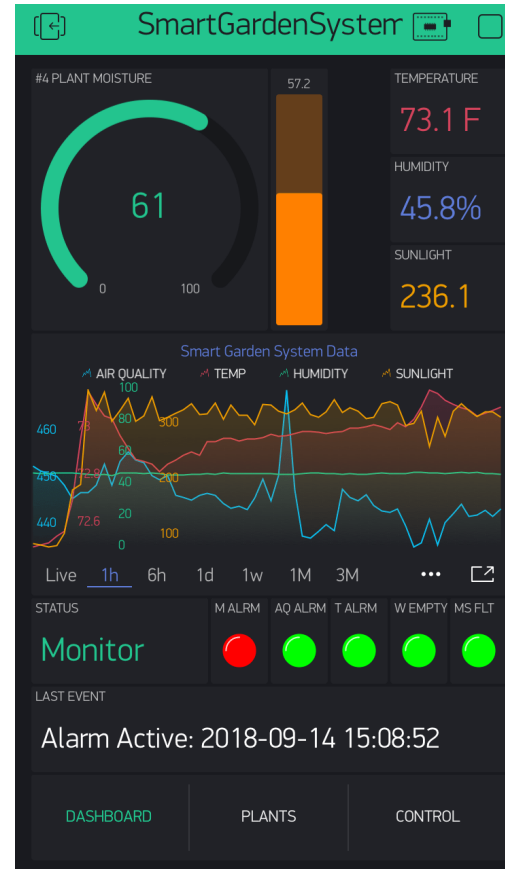 SmartGardenSystem
#4 PLANT MOISTURE
57.2
TEMPERATURE
73.1 F
HUMIDITY
61
45.8%
SUNLIGHT
0
100
236.1
Smart Garden System Data
AIR QUALITY TEMP HUMIDITY SUNLIGHT
100
460 73 80 300
60
450 72.8 40 200
440 72.6 20 100
0
Live 1h 6h 1d 1w 1M 3M
STATUS M ALRM AQ ALRM T ALRM W EMPTY MS FLT
Monitor
LAST EVENT
Alarm Active: 2018-09-14 15:08:52
DASHBOARD PLANTS CONTROL